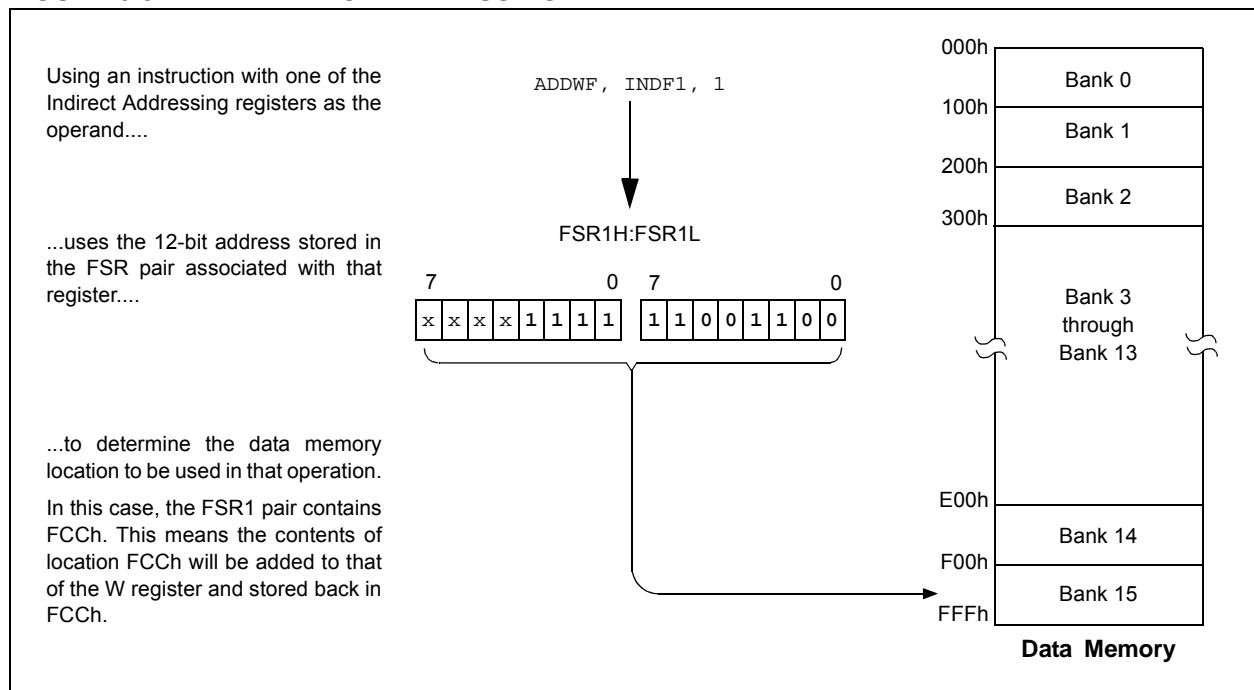 Using an instruction with one of the
Indirect Addressing registers as the
operand....
ADDWF, INDF1, 1
...uses the 12-bit address stored in
the FSR pair associated with that
register....
FSR1H:FSR1L
7 0 7 0
x x x x 1 1 1 1 1 1 0 0 1 1 0 0
...to determine the data memory
location to be used in that operation.
In this case, the FSR1 pair contains
FCCh. This means the contents of
location FCCh will be added to that
of the W register and stored back in
FCCh.
000h
Bank 0
100h
Bank 1
200h
Bank 2
300h
Bank 3
through
Bank 13
E00h
Bank 14
F00h
Bank 15
FFFh
Data Memory